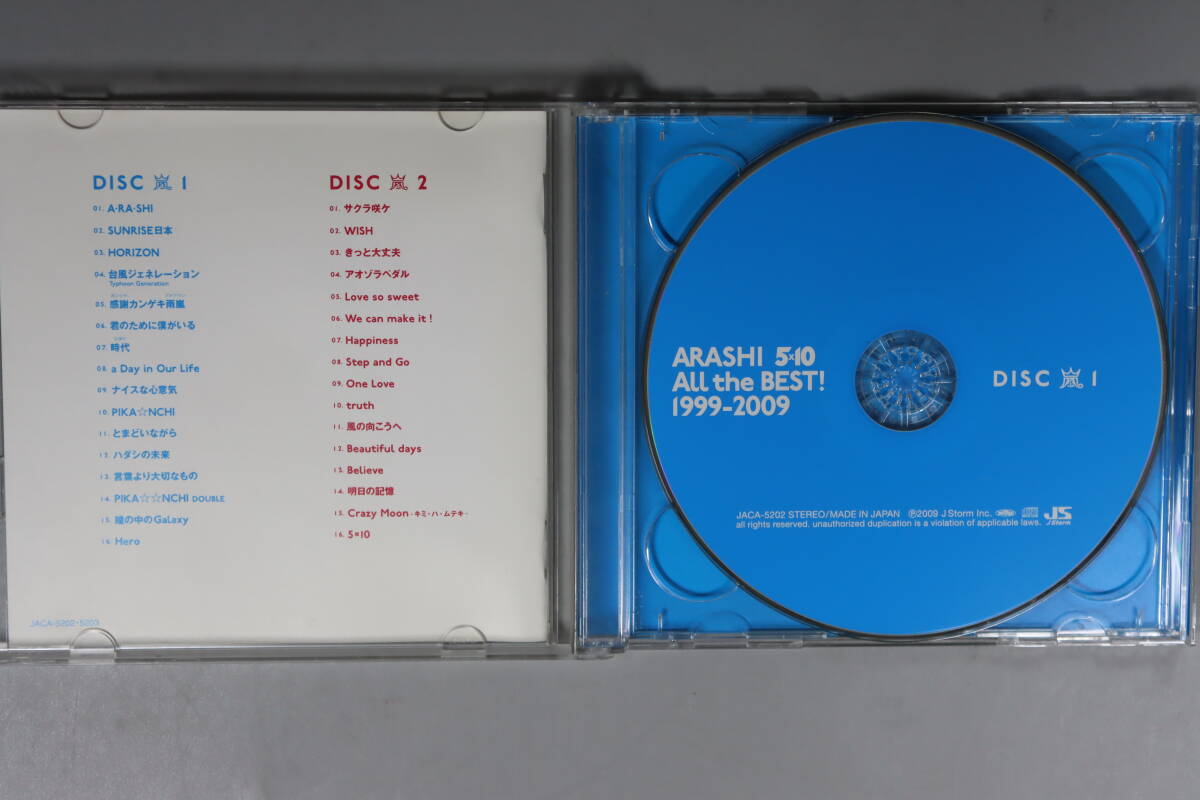 DISC 嵐 1
01. A・RA・SHI
02. SUNRISE日本
03. HORIZON
04. 台風ジェネレーション
Typhoon Generation
05. 感謝カンゲキ雨嵐
06. 君のために僕がいる
07. 時代
08. a Day in Our Life
09. ナイスな心意気
10. PIKA☆NCHI
11. とまどいながら
12. ハダシの未来
13. 言葉より大切なもの
14. PIKA☆☆NCHI DOUBLE
15. 瞳の中のGalaxy
16. Hero
JACA-5202・5203
DISC 嵐 2
01. サクラ咲ケ
02. WISH
03. きっと大丈夫
04. アオゾラペダル
05. Love so sweet
06. We can make it!
07. Happiness
08. Step and Go
09. One Love
10. truth
11. 風の向こうへ
12. Beautiful days
13. Believe
14. 明日の記憶
15. Crazy Moon -キミ・ハ・ムテキ-
16. 5×10
ARASHI 5×10
All the BEST!
1999-2009
DISC 嵐 1
JACA-5202 STEREO/MADE IN JAPAN Ⓟ2009 J Storm Inc.
all rights reserved. unauthorized duplication is a violation of applicable laws.
JS
J Storm